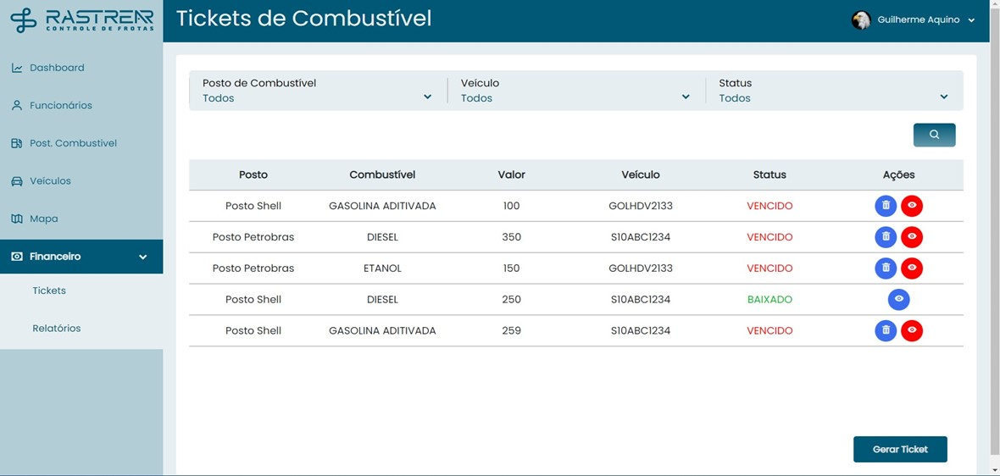 RASTREAR
CONTROLE DE FROTAS
Tickets de Combustível
Guilherme Aquino
Dashboard
Funcionários
Post. Combustivel
Veículos
Mapa
Financeiro
Tickets
Relatórios
Posto de Combustível
Todos
Veículo
Todos
Status
Todos
Posto Combustível Valor Veículo Status Ações
Posto Shell GASOLINA ADITIVADA 100 GOLHDV2133 VENCIDO
Posto Petrobras DIESEL 350 S10ABC1234 VENCIDO
Posto Petrobras ETANOL 150 GOLHDV2133 VENCIDO
Posto Shell DIESEL 250 S10ABC1234 BAIXADO
Posto Shell GASOLINA ADITIVADA 259 S10ABC1234 VENCIDO
Gerar Ticket